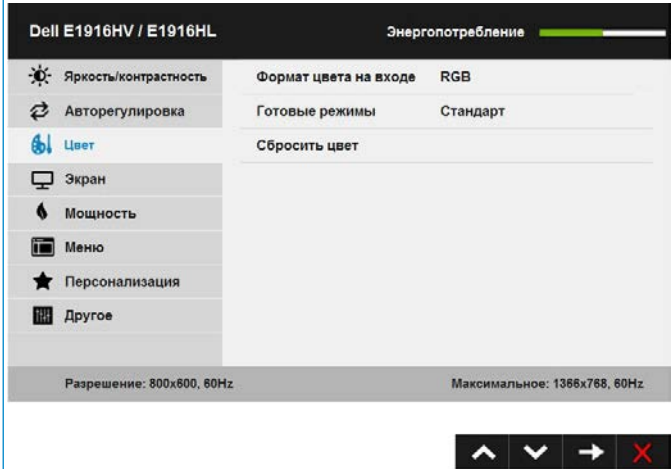 Dell E1916HV / E1916HL Энергопотребление
Яркость/контрастность Формат цвета на входе RGB
Авторегулировка Готовые режимы Стандарт
Цвет Сбросить цвет
Экран
Мощность
Меню
Персонализация
Другое
Разрешение: 800x600, 60Hz Максимальное: 1366x768, 60Hz